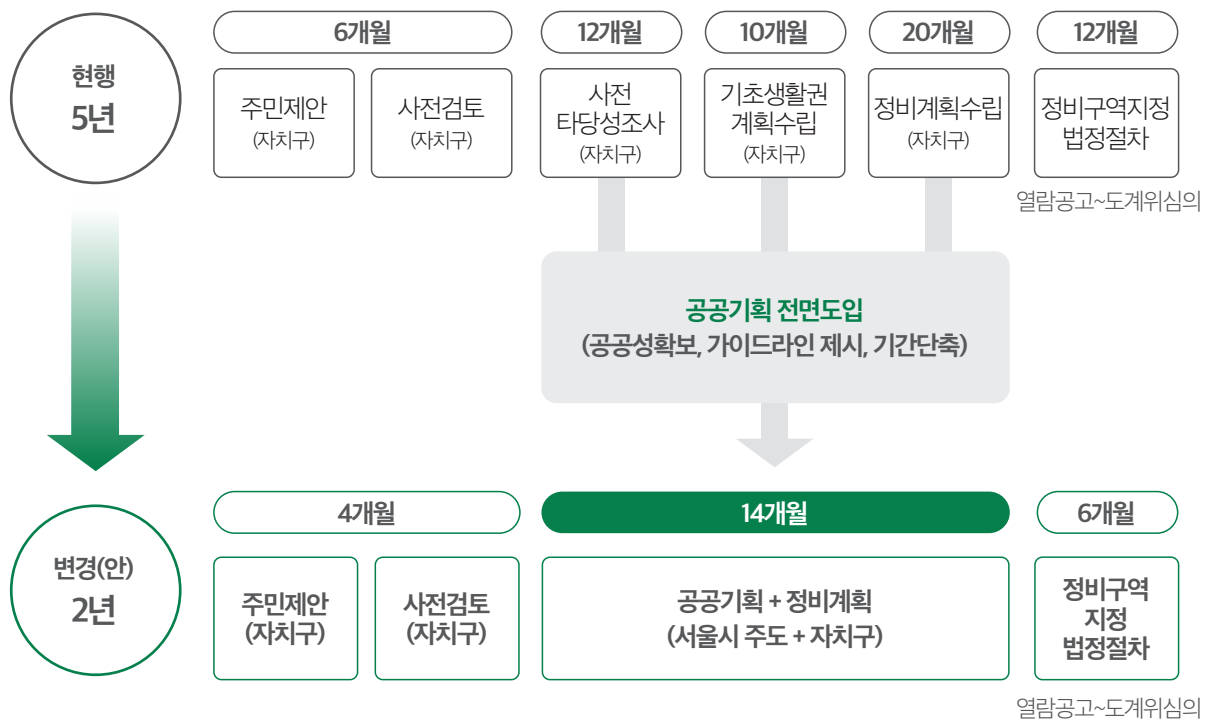 현행
5년
6개월
12개월
10개월
20개월
12개월
주민제안
(자치구)
사전검토
(자치구)
사전
타당성조사
(자치구)
기초생활권
계획수립
(자치구)
정비계획수립
(자치구)
정비구역지정
법정절차
열람공고~도계위심의
공공기획 전면도입
(공공성확보, 가이드라인 제시, 기간단축)
변경(안)
2년
4개월
14개월
6개월
주민제안
(자치구)
사전검토
(자치구)
공공기획 + 정비계획
(서울시 주도 + 자치구)
정비구역
지정
법정절차
열람공고~도계위심의